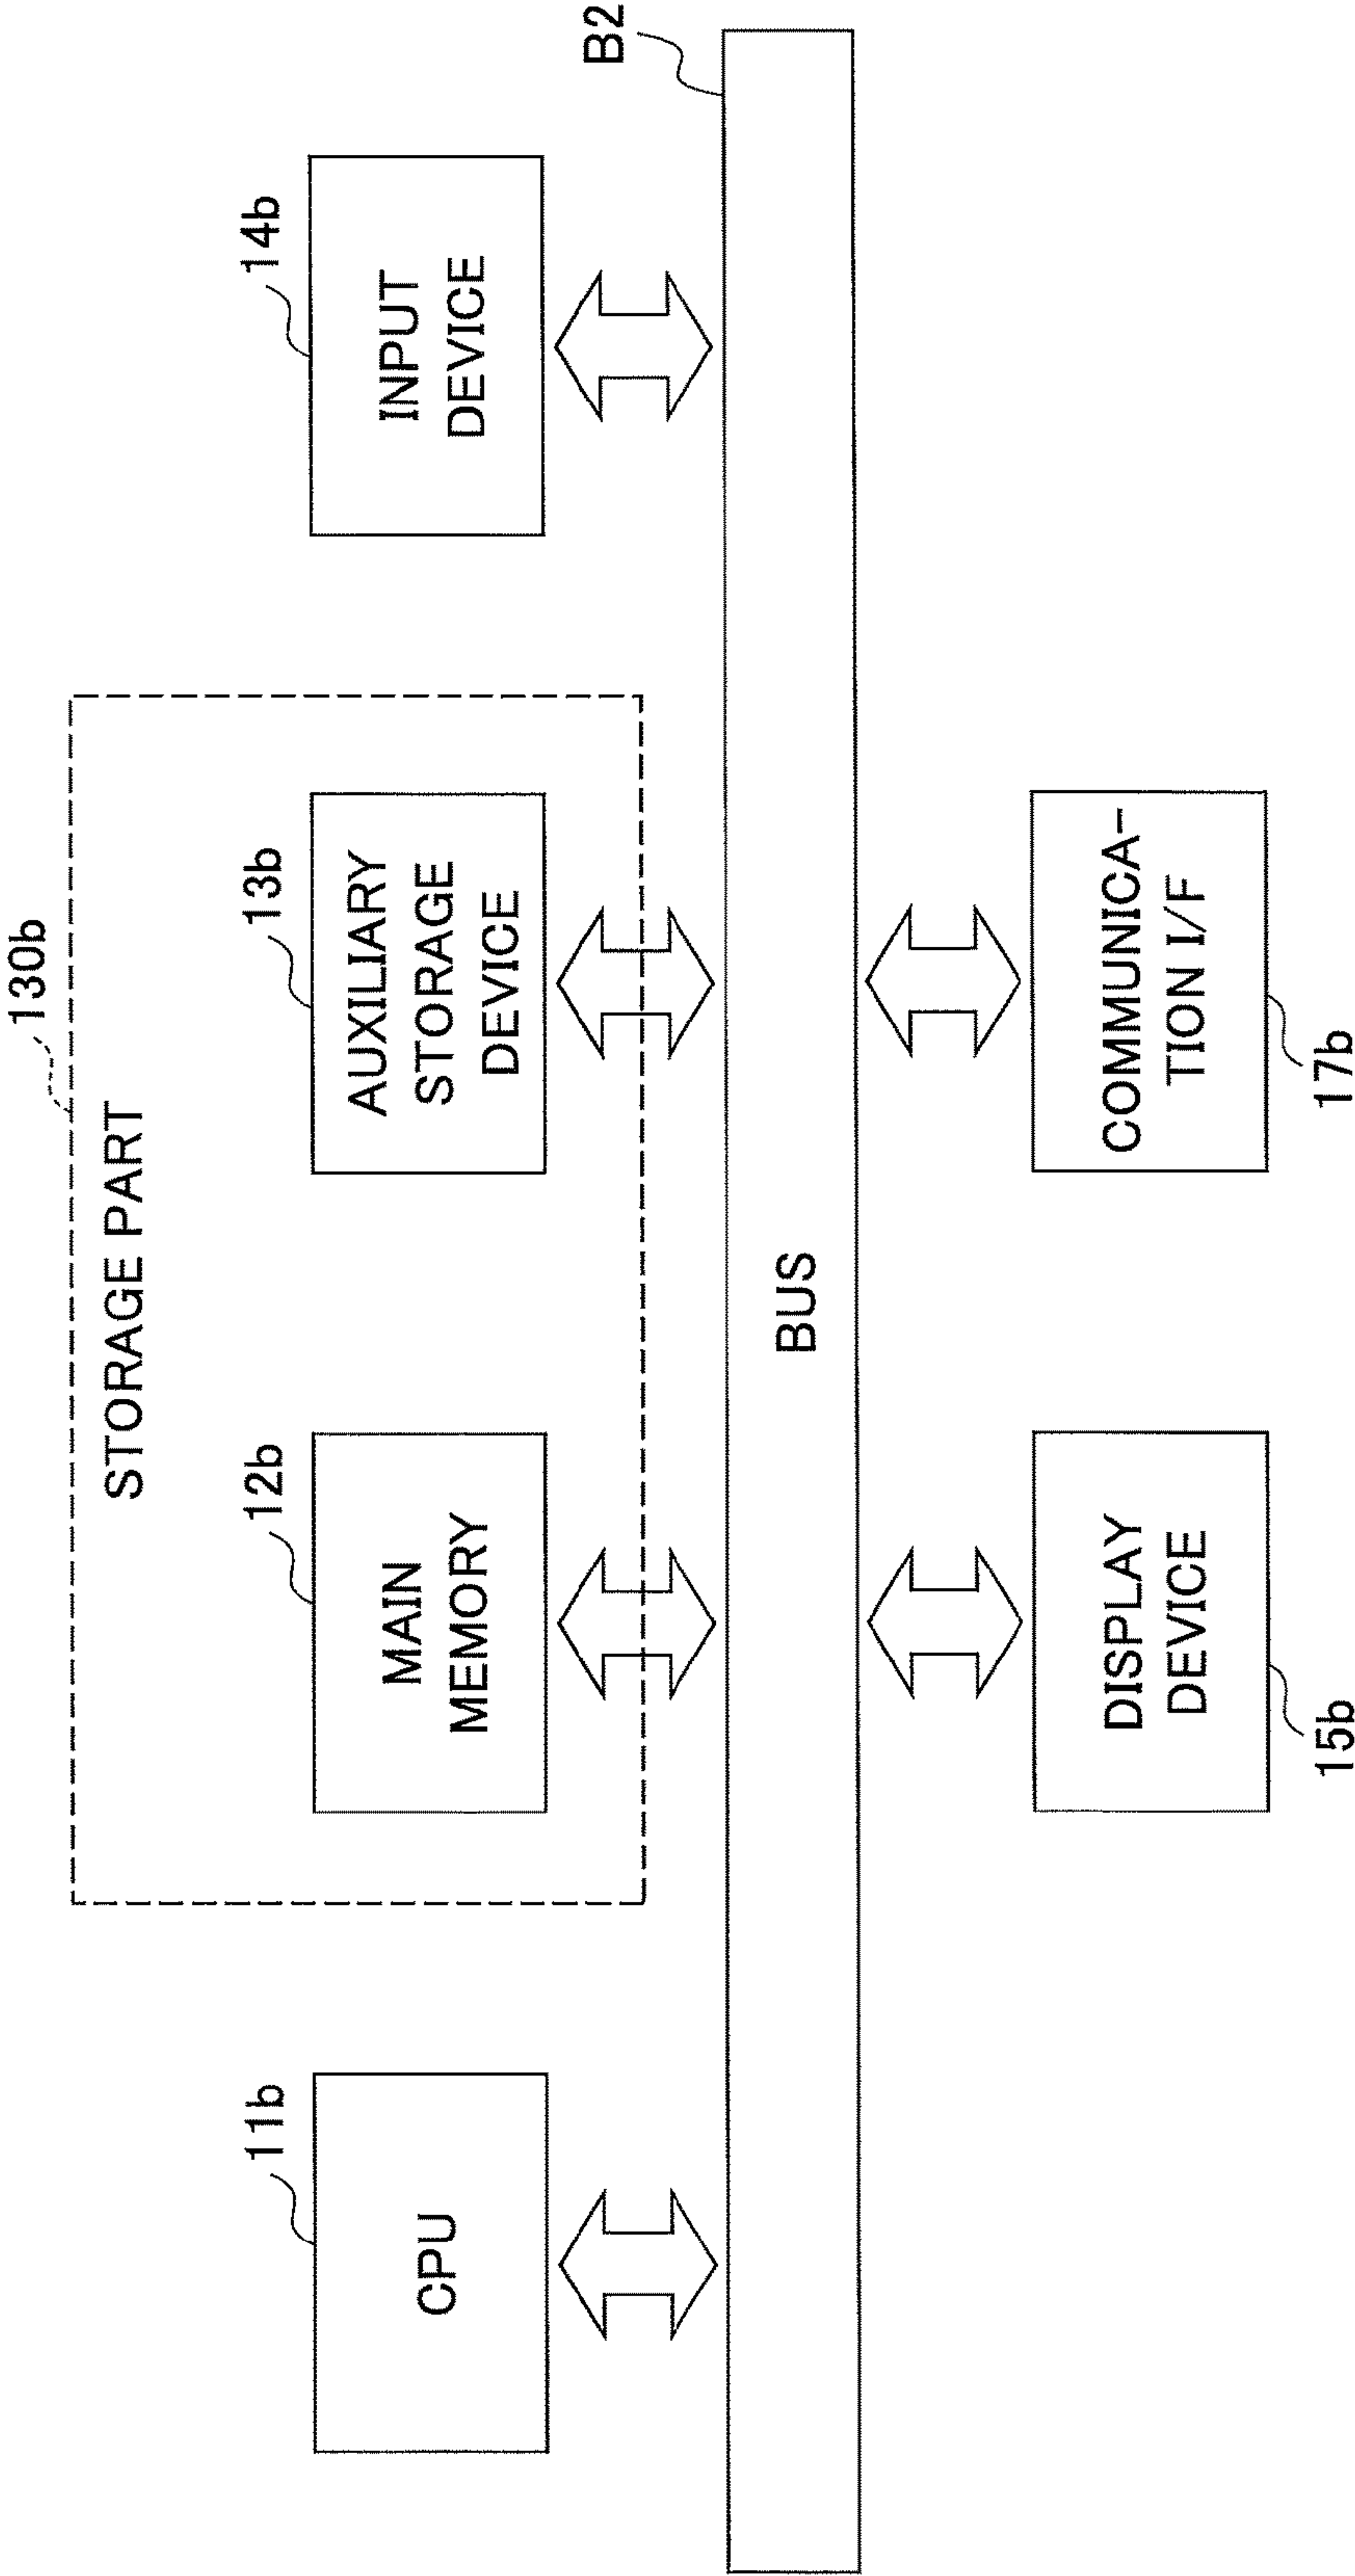 130b
STORAGE PART
11b
12b
13b
14b
CPU
MAIN
MEMORY
AUXILIARY
STORAGE
DEVICE
INPUT
DEVICE
B2
BUS
DISPLAY
DEVICE
COMMUNICA-
TION I/F
15b
17b